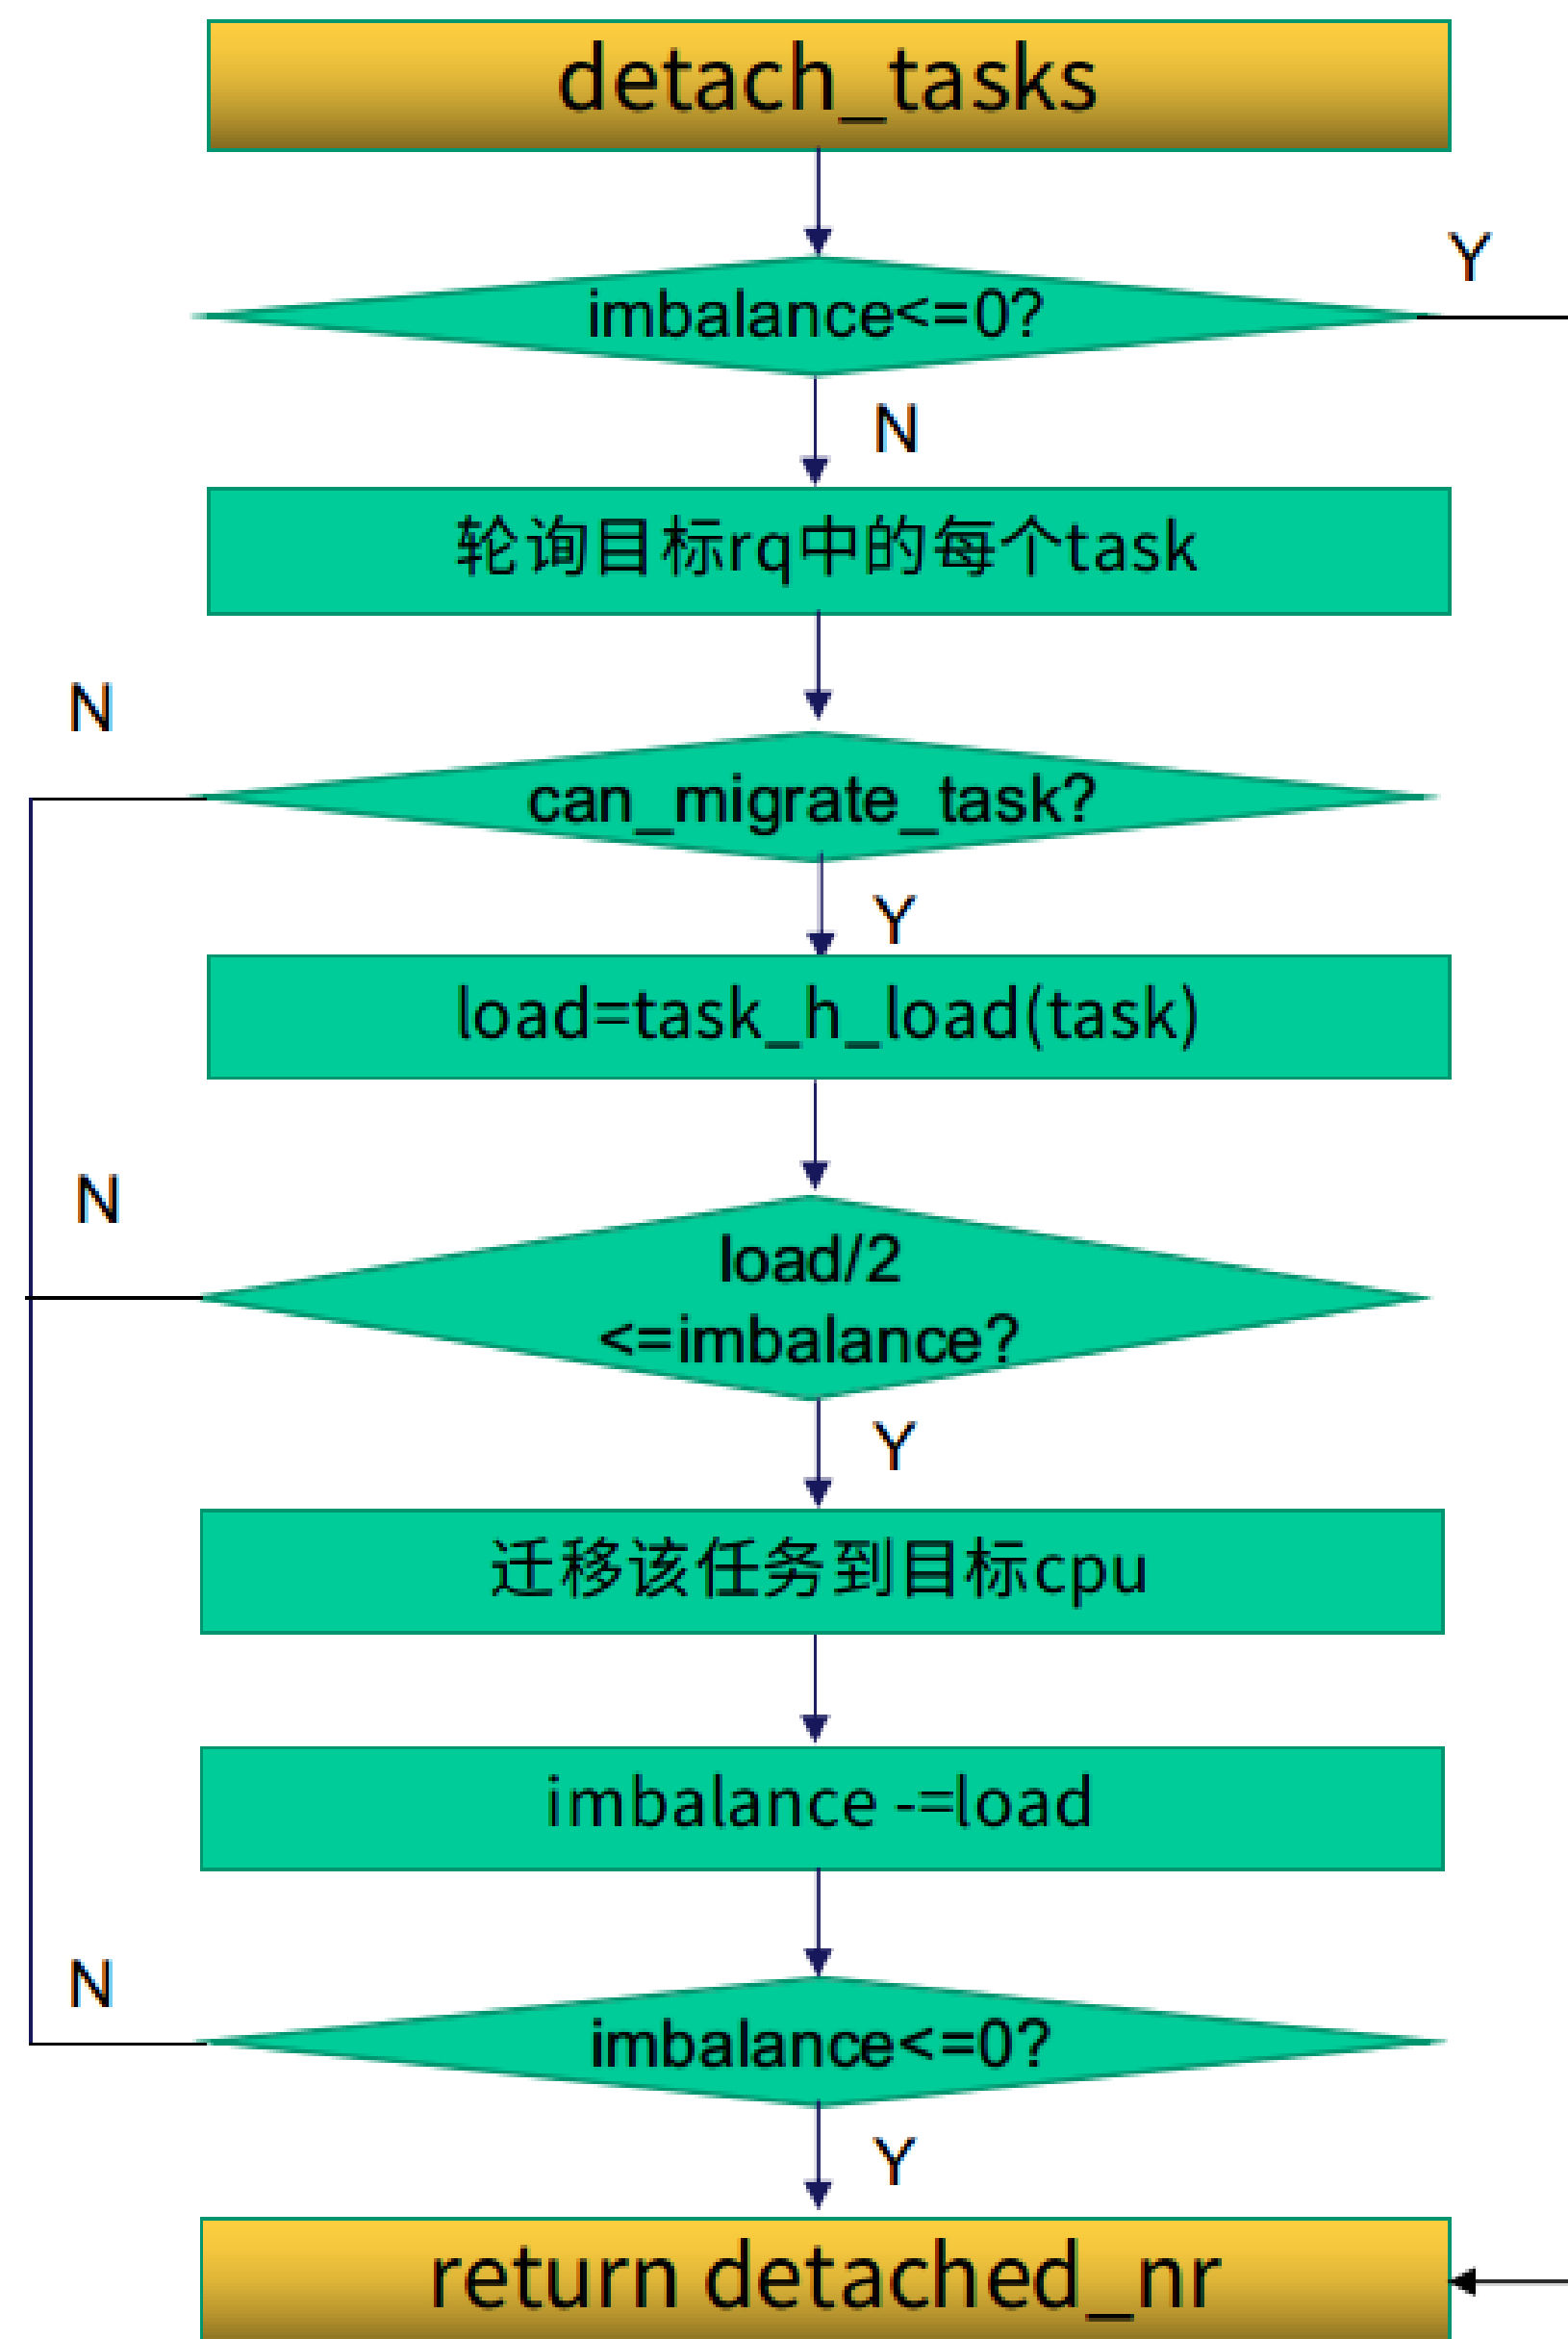 detach_tasks
Y
imbalance<=0?
N
轮询目标rq中的每个task
N
can_migrate_task?
Y
load=task_h_load(task)
N
load/2
<=imbalance?
Y
迁移该任务到目标cpu
imbalance -=load
N
imbalance<=0?
Y
return detached_nr